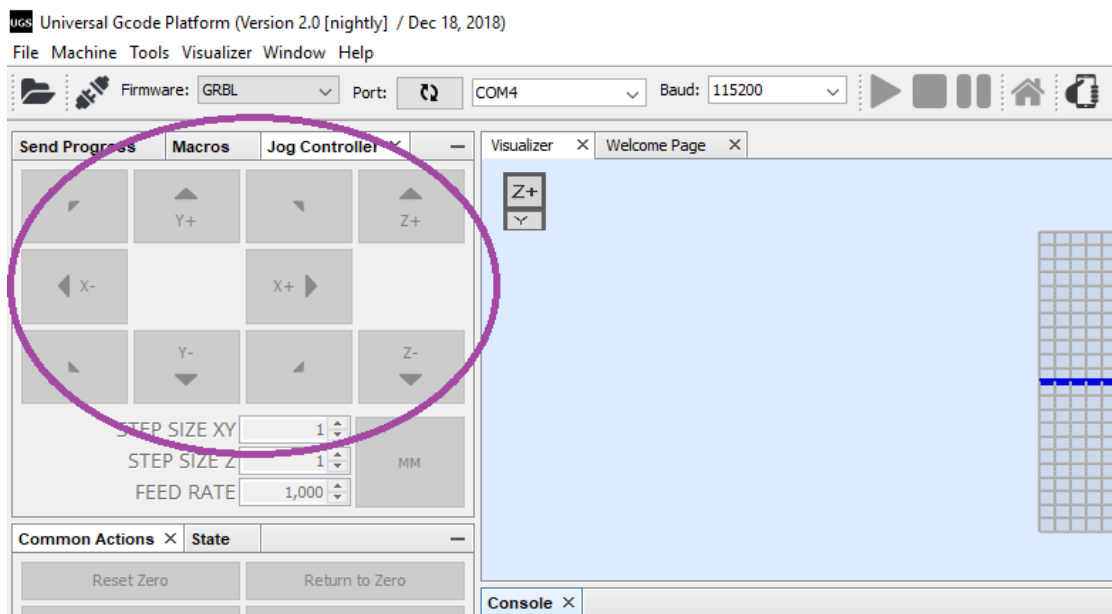 UGS Universal Gcode Platform (Version 2.0 [nightly] / Dec 18, 2018)
File Machine Tools Visualizer Window Help
Firmware: GRBL Port: COM4 Baud: 115200
Send Progress Macros Jog Controller
Visualizer Welcome Page
Y+ Z+
Z+
Y
X- X+
Y- Z-
STEP SIZE XY 1
STEP SIZE Z 1 MM
FEED RATE 1,000
Common Actions State
Reset Zero Return to Zero
Console